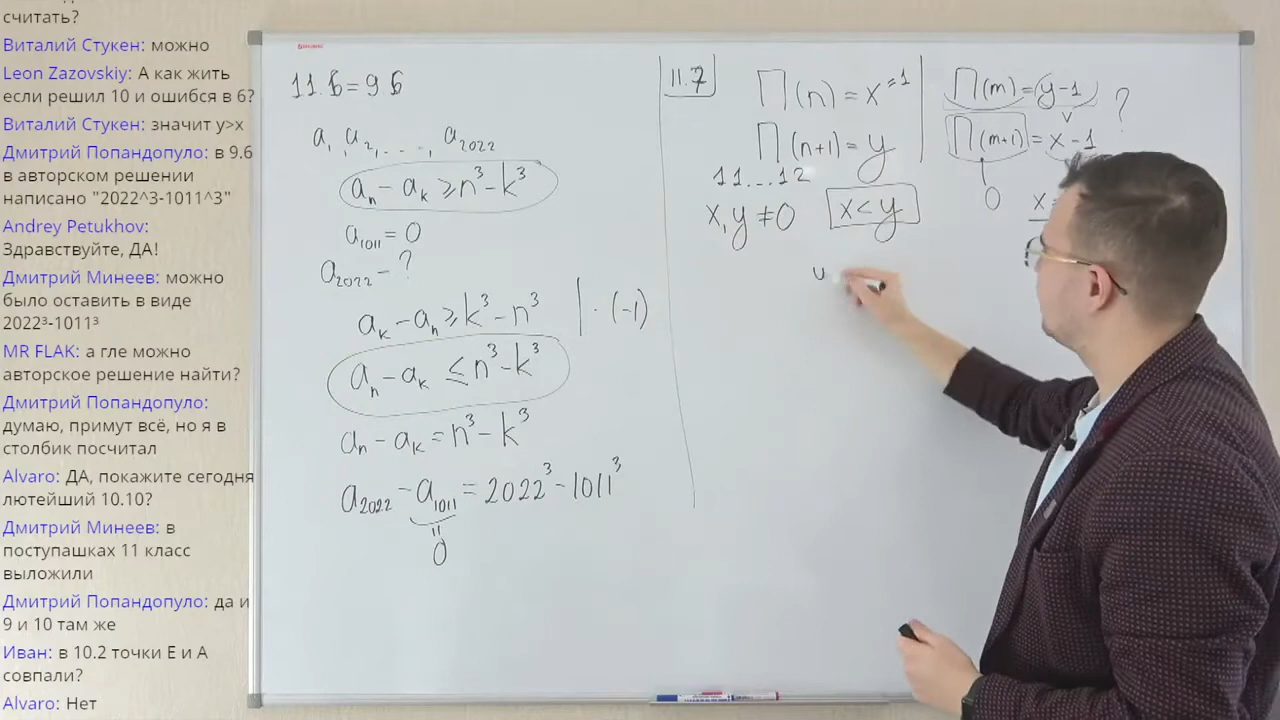 считать?
Виталий Стукен: можно
Leon Zazovskiy: А как жить
если решил 10 и ошибся в 6?
Виталий Стукен: значит y>x
Дмитрий Попандопуло: в 9.6
в авторском решении
написано "2022^3-1011^3"
Andrey Petukhov:
Здравствуйте, ДА!
Дмитрий Минеев: можно
было оставить в виде
2022³-1011³
MR FLAK: а гле можно
авторское решение найти?
Дмитрий Попандопуло:
думаю, примут всё, но я в
столбик посчитал
Alvaro: ДА, покажите сегодня
лютейший 10.10?
Дмитрий Минеев: в
поступашках 11 класс
выложили
Дмитрий Попандопуло: да и
9 и 10 там же
Иван: в 10.2 точки E и A
совпали?
Alvaro: Нет
11.6=9.6
a₁, a₂, ..., a₂₀₂₂
aₙ - aₖ ⩾ n³ - k³
a₁₀₁₁ = 0
a₂₀₂₂ - ?
aₖ - aₙ ⩾ k³ - n³ | · (-1)
aₙ - aₖ ≤ n³ - k³
aₙ - aₖ = n³ - k³
a₂₀₂₂ - a₁₀₁₁ = 2022³ - 1011³
0
11.7
П(n) = x =1
П(n+1) = y
11...12
x, y ≠ 0
x < y
П(m) = y-1
П(m+1) = x-1
?
0